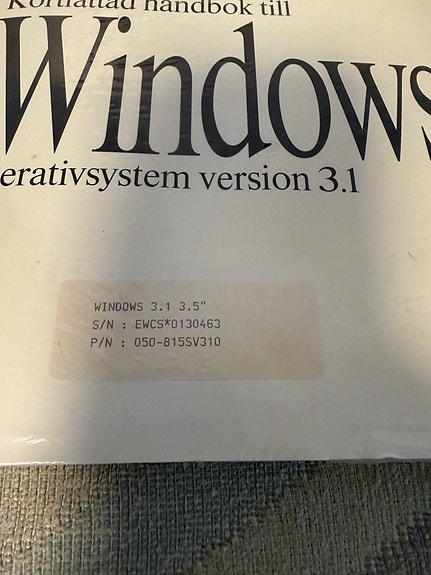 Kortfattad handbok till
Windows
erativsystem version 3.1
WINDOWS 3.1 3.5"
S/N : EWCS*0130463
P/N : 050-815SV310